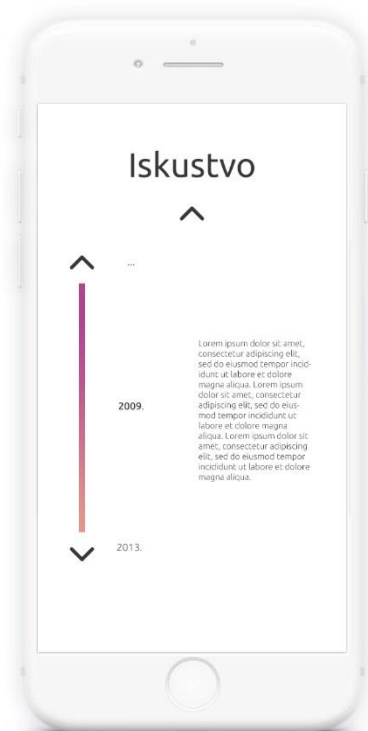 Iskustvo
...
Lorem ipsum dolor sit amet,
consectetur adipiscing elit,
sed do eiusmod tempor incid-
idunt ut labore et dolore
magna aliqua. Lorem ipsum
dolor sit amet, consectetur
adipiscing elit, sed do eius-
mod tempor incididunt ut
labore et dolore magna
aliqua. Lorem ipsum dolor sit
amet, consectetur adipiscing
elit, sed do eiusmod tempor
incididunt ut labore et dolore
magna aliqua.
2009.
2013.